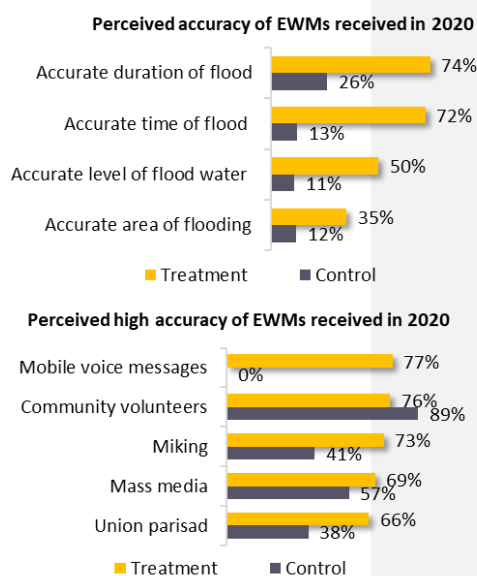 Perceived accuracy of EWMs received in 2020
Accurate duration of flood 74%
26%
Accurate time of flood 72%
13%
Accurate level of flood water 50%
11%
Accurate area of flooding 35%
12%
Treatment Control
Perceived high accuracy of EWMs received in 2020
Mobile voice messages 77%
0%
Community volunteers 76%
89%
Miking 73%
41%
Mass media 69%
57%
Union parisad 66%
38%
Treatment Control